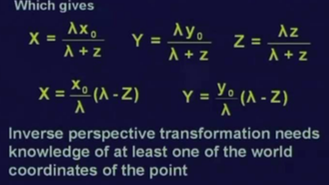 Which gives
X = λx₀ / λ + z   Y = λy₀ / λ + z   Z = λz / λ + z
X = x₀ / λ (λ - Z)   Y = y₀ / λ (λ - Z)
Inverse perspective transformation needs
knowledge of at least one of the world
coordinates of the point